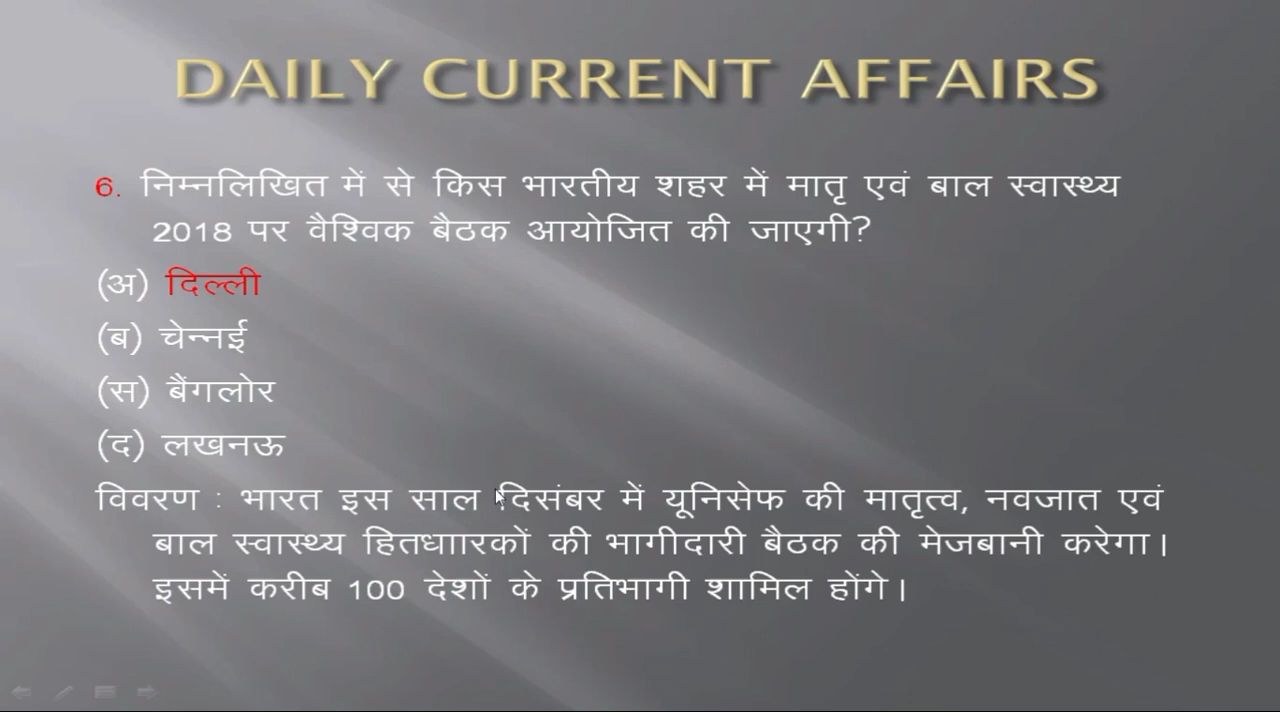 DAILY CURRENT AFFAIRS
6. निम्नलिखित में से किस भारतीय शहर में मातृ एवं बाल स्वास्थ्य
2018 पर वैश्विक बैठक आयोजित की जाएगी?
(अ) दिल्ली
(ब) चेन्नई
(स) बैंगलोर
(द) लखनऊ
विवरण : भारत इस साल दिसंबर में यूनिसेफ की मातृत्व, नवजात एवं
बाल स्वास्थ्य हितधाारकों की भागीदारी बैठक की मेजबानी करेगा।
इसमें करीब 100 देशों के प्रतिभागी शामिल होंगे।